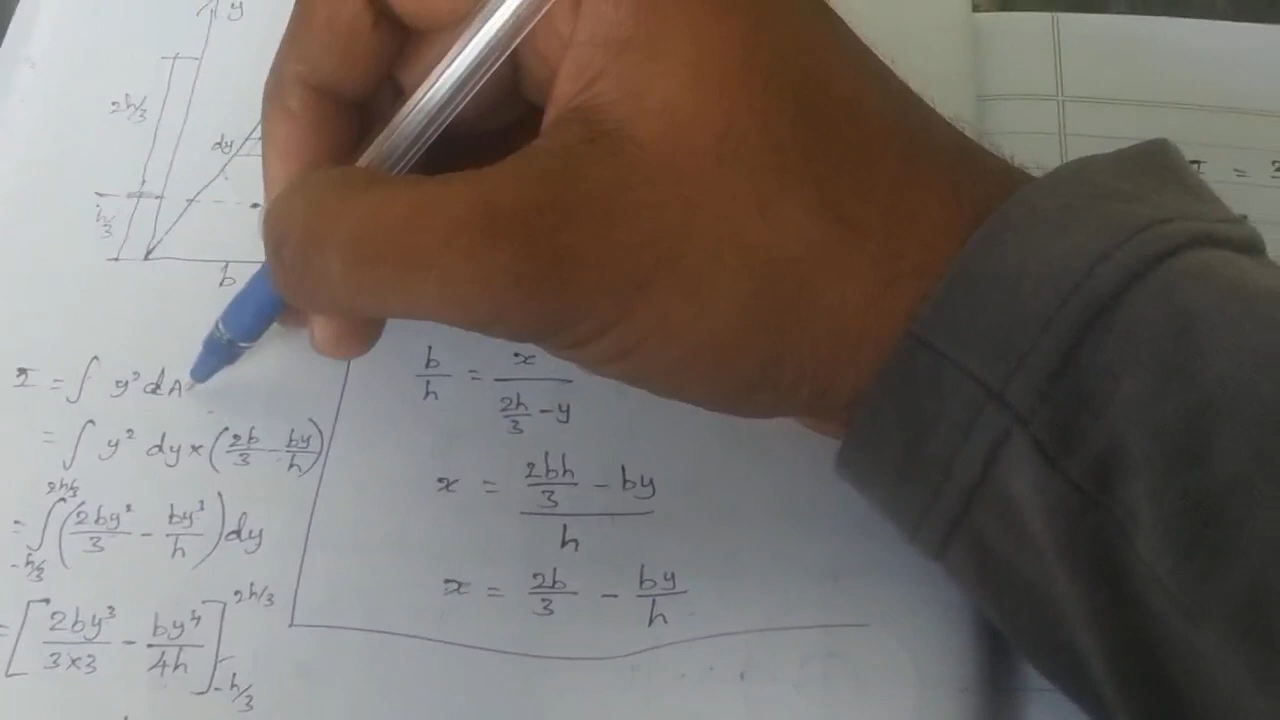 y
2h/3
dy
h/3
b
I = ∫ y² dA
= ∫ y² dy × (2b/3 - by/h)
= ∫_{-h/3}^{2h/3} (2by²/3 - by³/h) dy
= [2by³/3×3 - by⁴/4h]_{-h/3}^{2h/3}
b/h = x/(2h/3 - y)
x = (2bh/3 - by)/h
x = 2b/3 - by/h